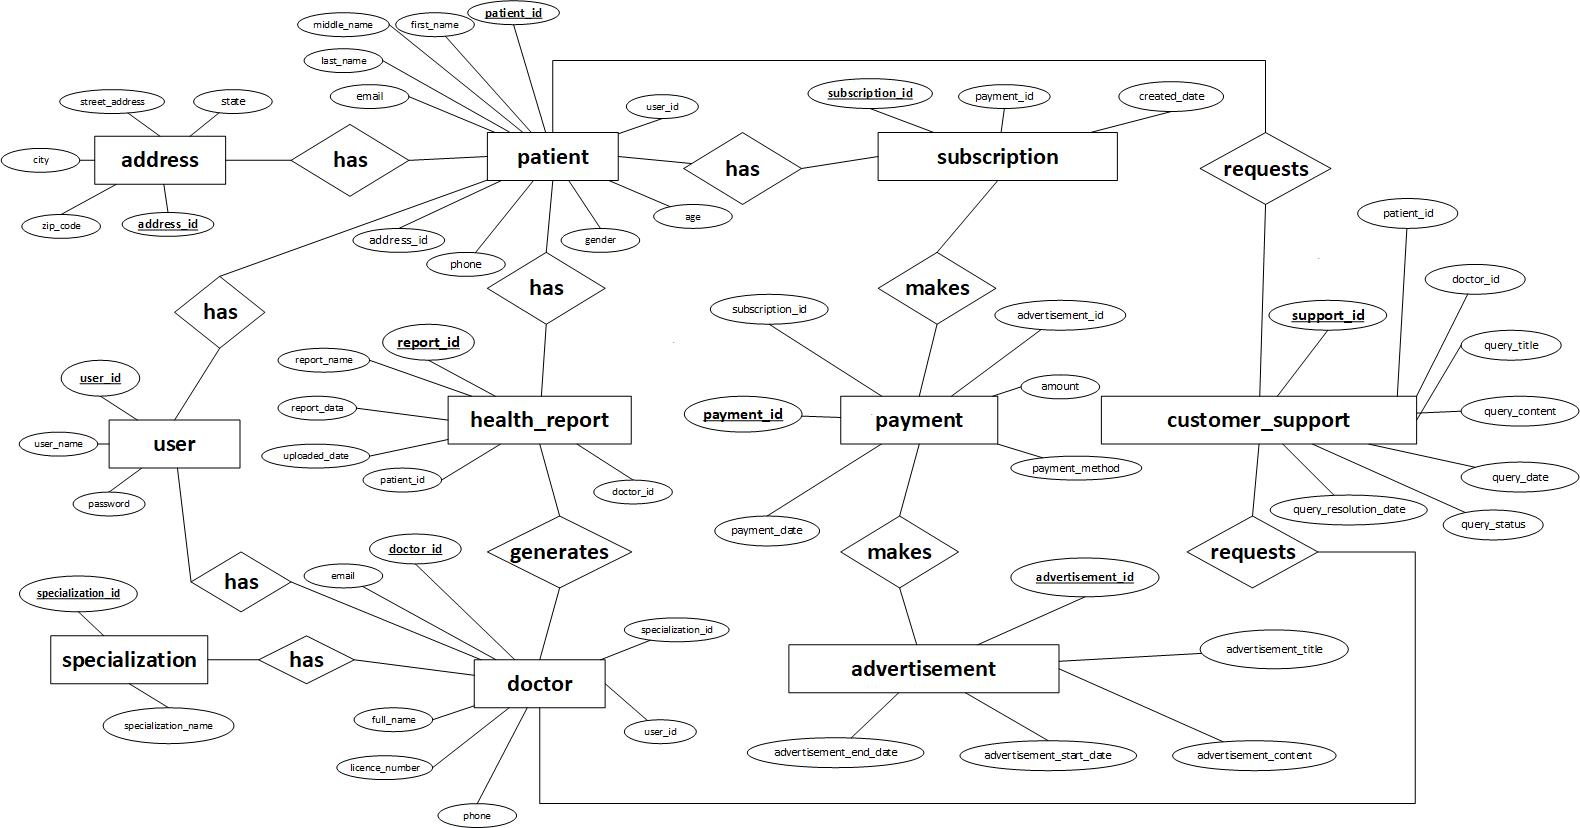 patient_id
middle_name
first_name
last_name
email
street_address
state
user_id
subscription_id
payment_id
created_date
city
address
has
patient
has
subscription
requests
zip_code
address_id
address_id
phone
gender
age
patient_id
has
has
makes
doctor_id
subscription_id
advertisement_id
support_id
query_title
report_id
report_name
user_id
amount
report_data
health_report
payment_id
payment
customer_support
query_content
user_name
user
uploaded_date
patient_id
doctor_id
payment_method
query_date
password
payment_date
query_resolution_date
query_status
doctor_id
generates
makes
requests
has
email
specialization_id
advertisement_id
specialization_id
specialization
has
doctor
advertisement
advertisement_title
specialization_name
full_name
user_id
licence_number
advertisement_end_date
advertisement_start_date
advertisement_content
phone